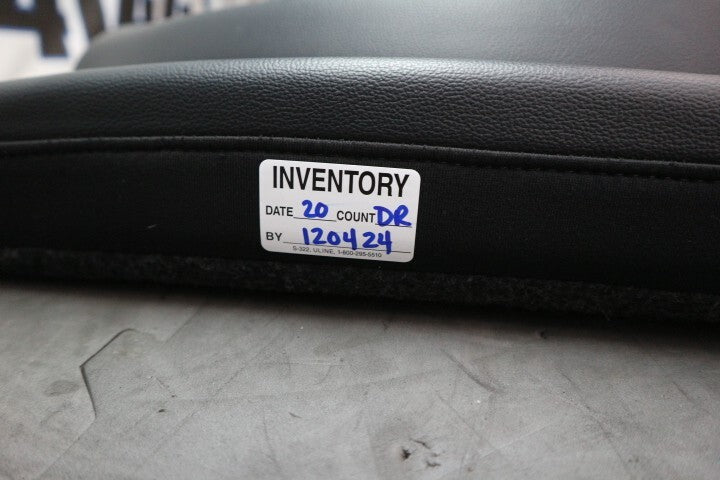 INVENTORY
DATE 20 COUNT DR
BY 120424
S-322, ULINE, 1-800-295-5510